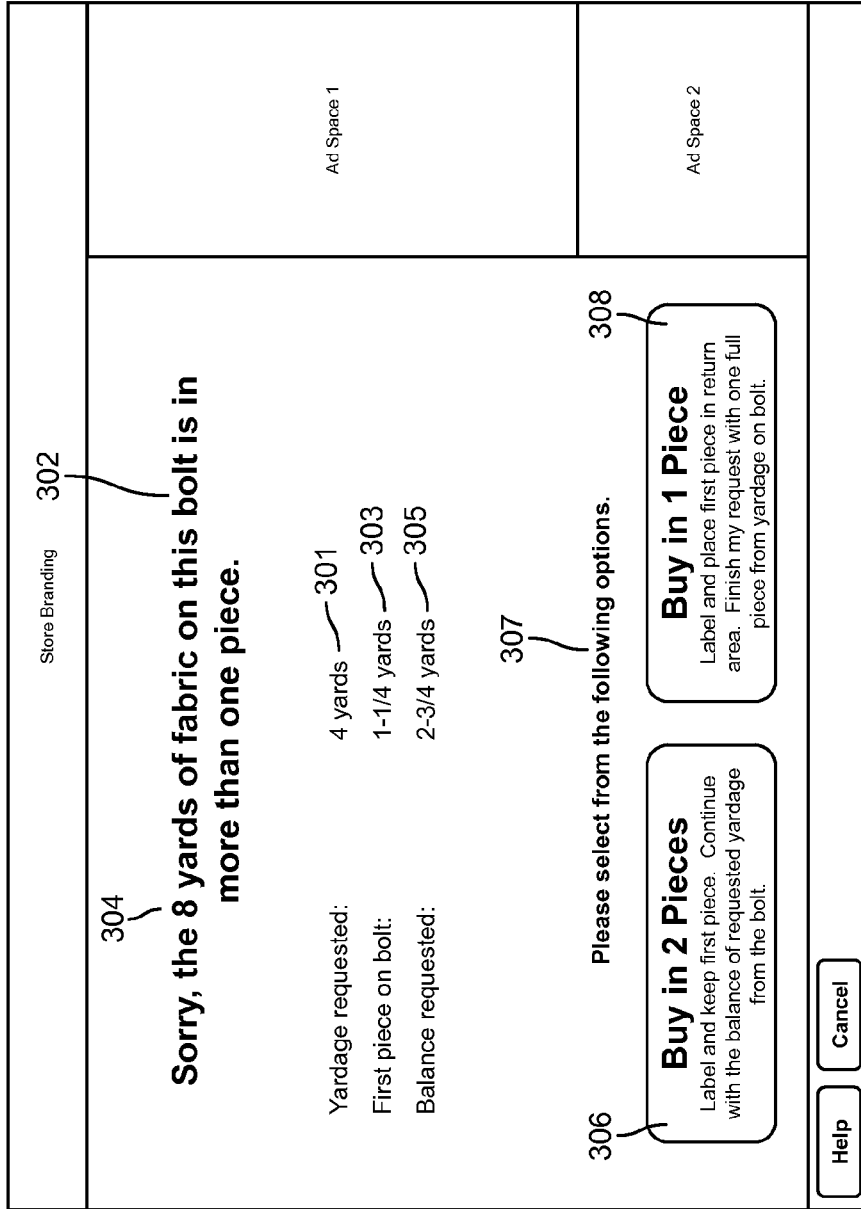 Store Branding
302
304
Sorry, the 8 yards of fabric on this bolt is in
more than one piece.
Ad Space 1
Yardage requested: 4 yards 301
First piece on bolt: 1-1/4 yards 303
Balance requested: 2-3/4 yards 305
307
Please select from the following options.
306
Buy in 2 Pieces
Label and keep first piece. Continue
with the balance of requested yardage
from the bolt.
308
Buy in 1 Piece
Label and place first piece in return
area. Finish my request with one full
piece from yardage on bolt.
Ad Space 2
Help
Cancel